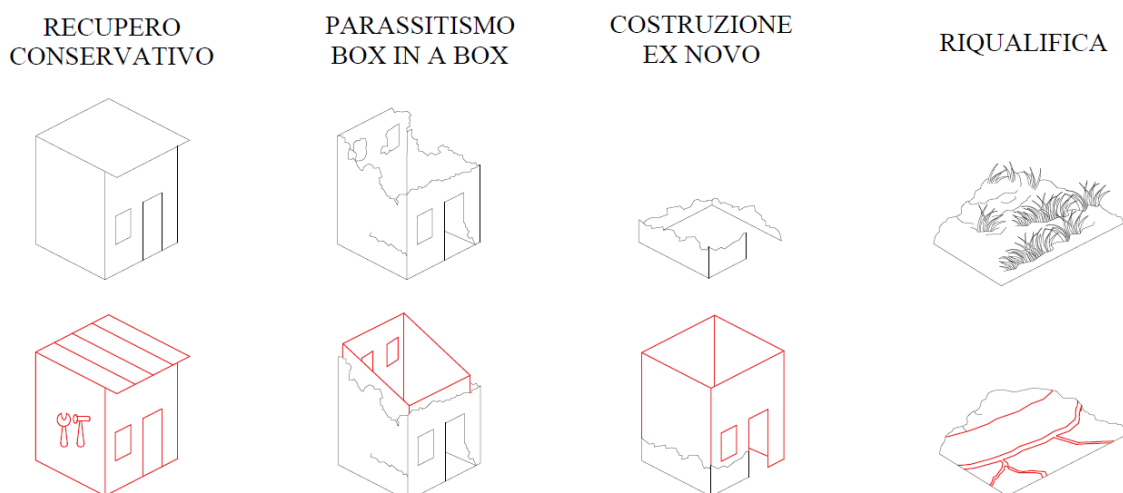 RECUPERO
CONSERVATIVO
PARASSITISMO
BOX IN A BOX
COSTRUZIONE
EX NOVO
RIQUALIFICA